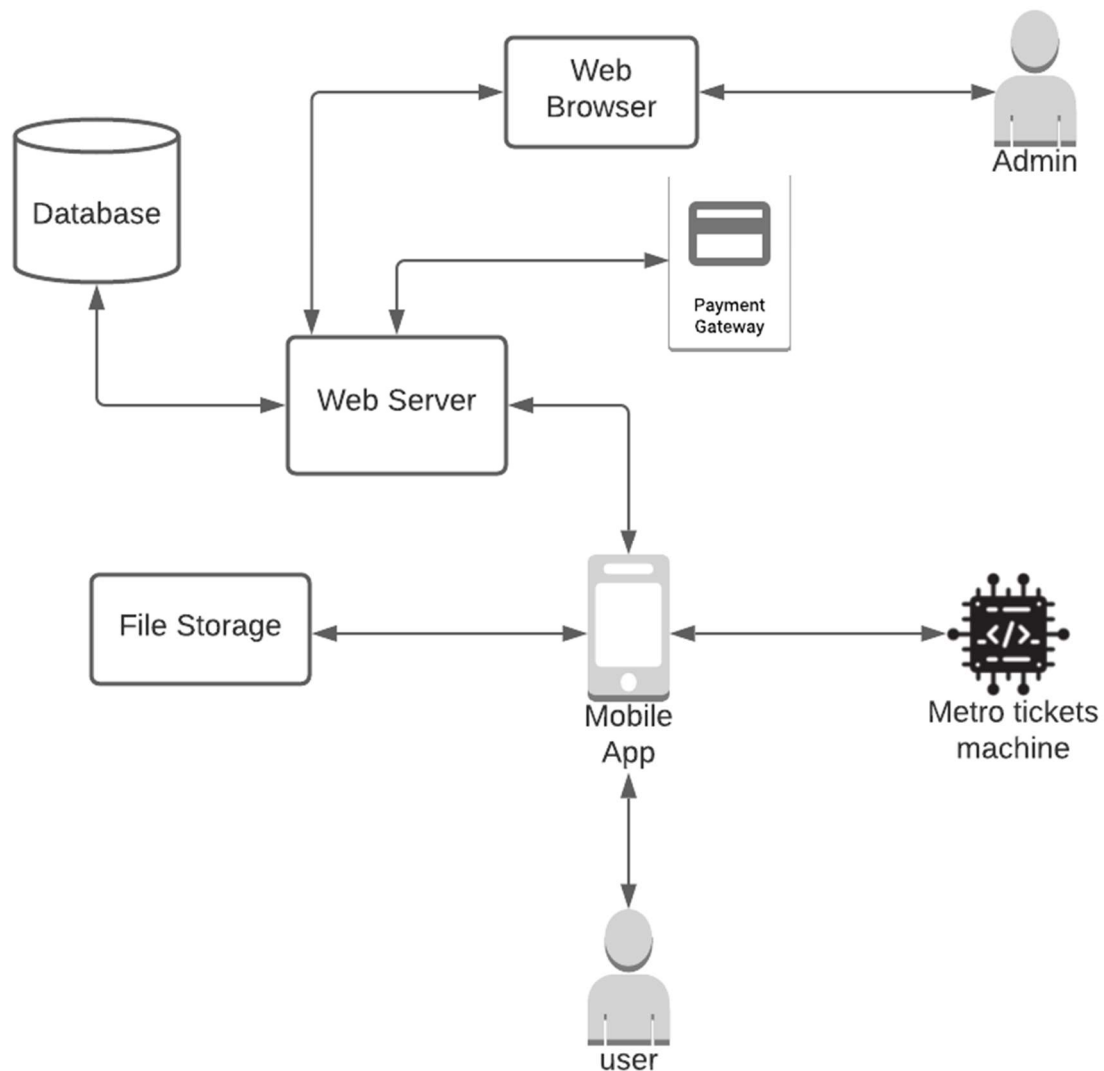 Web
Browser
Admin
Database
Payment
Gateway
Web Server
File Storage
</>
Mobile
App
Metro tickets
machine
user